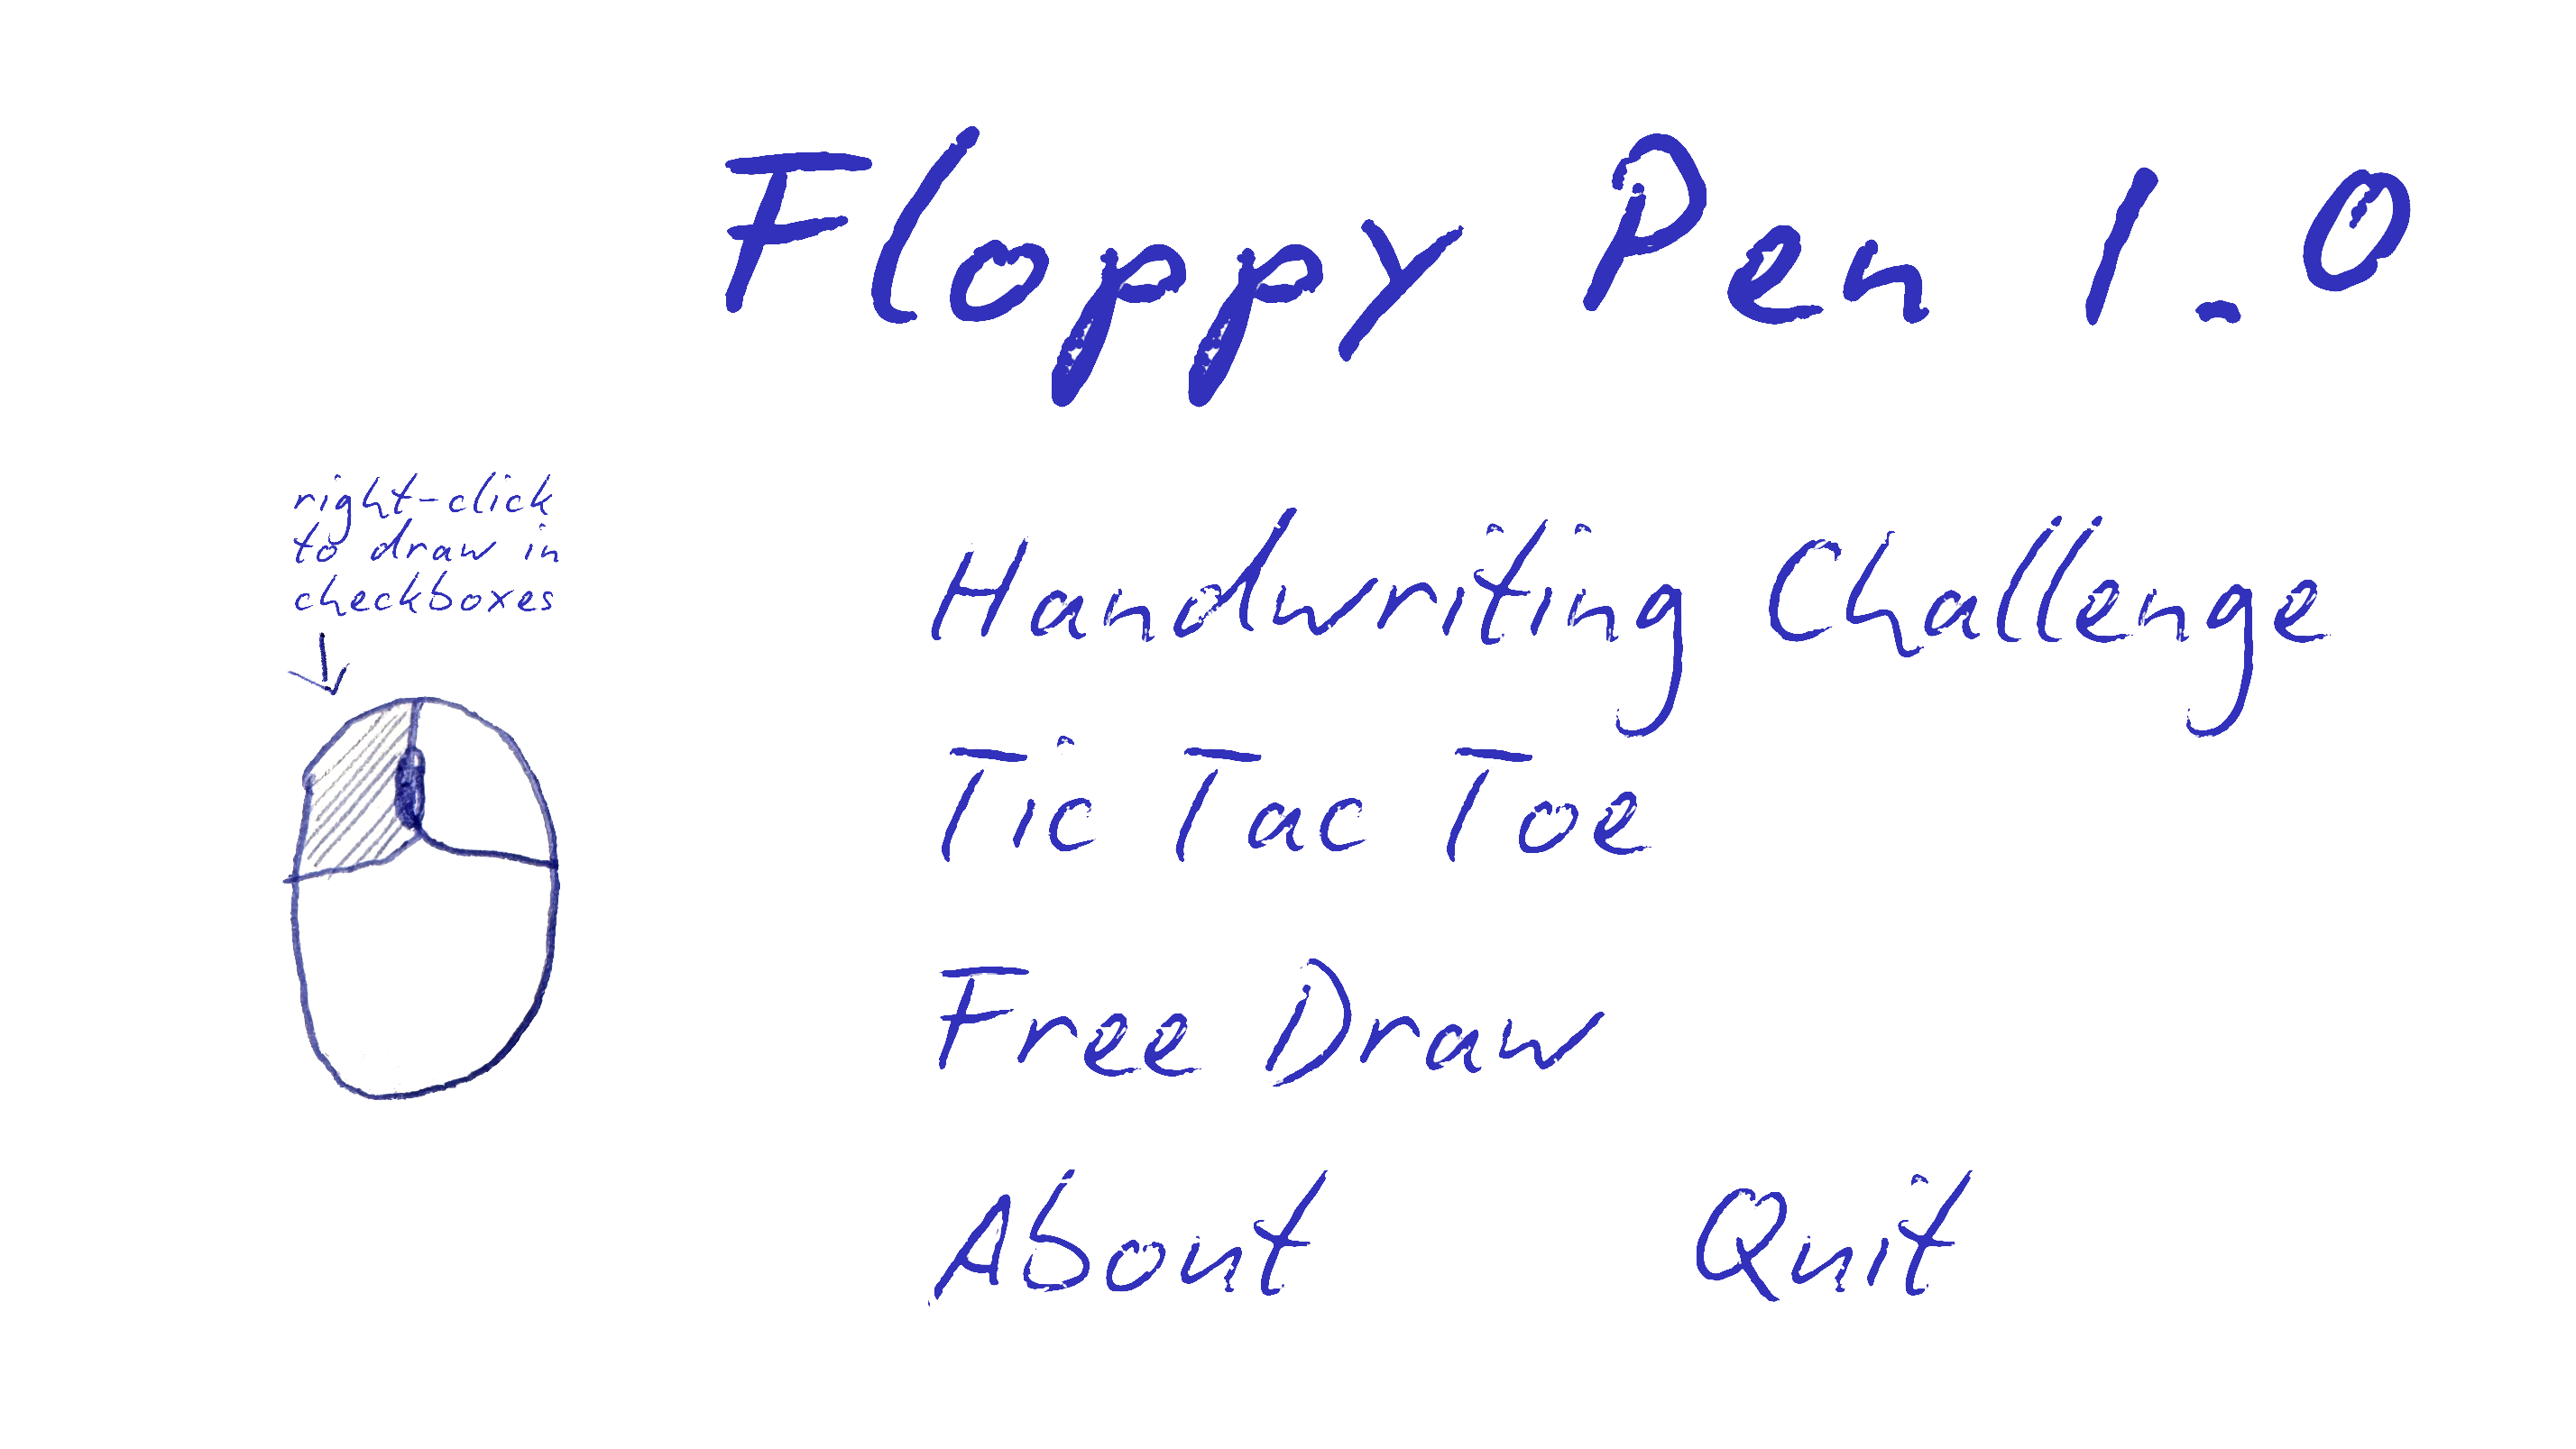 Floppy Pen 1.0
right-click
to draw in
checkboxes
Handwriting Challenge
Tic Tac Toe
Free Draw
About
Quit